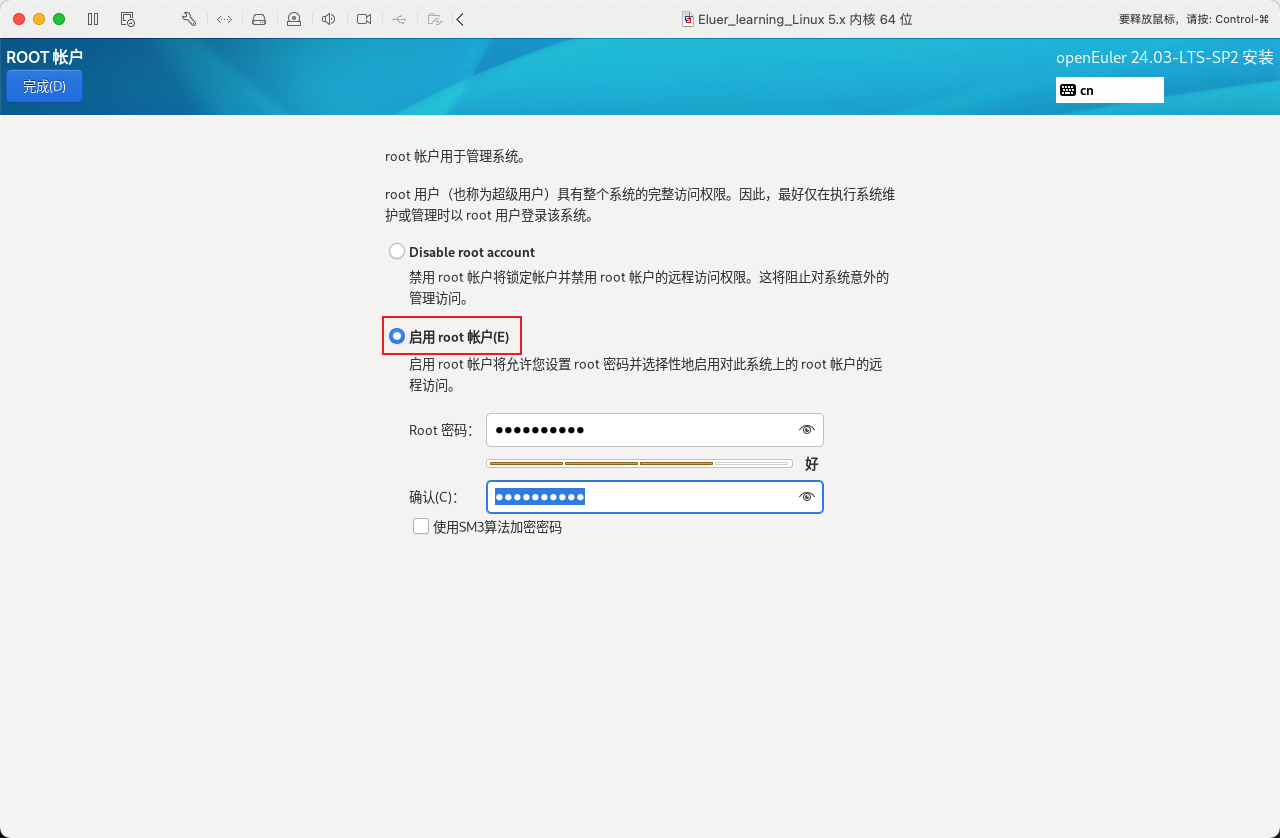 Eluer_learning_Linux 5.x 内核 64 位
要释放鼠标，请按: Control-⌘
ROOT 帐户
openEuler 24.03-LTS-SP2 安装
完成(D)
cn
root 帐户用于管理系统。
root 用户（也称为超级用户）具有整个系统的完整访问权限。因此，最好仅在执行系统维
护或管理时以 root 用户登录该系统。
Disable root account
禁用 root 帐户将锁定帐户并禁用 root 帐户的远程访问权限。这将阻止对系统意外的
管理访问。
启用 root 帐户(E)
启用 root 帐户将允许您设置 root 密码并选择性地启用对此系统上的 root 帐户的远
程访问。
Root 密码： ●●●●●●●●●●
好
确认(C)： ●●●●●●●●●●
使用SM3算法加密密码